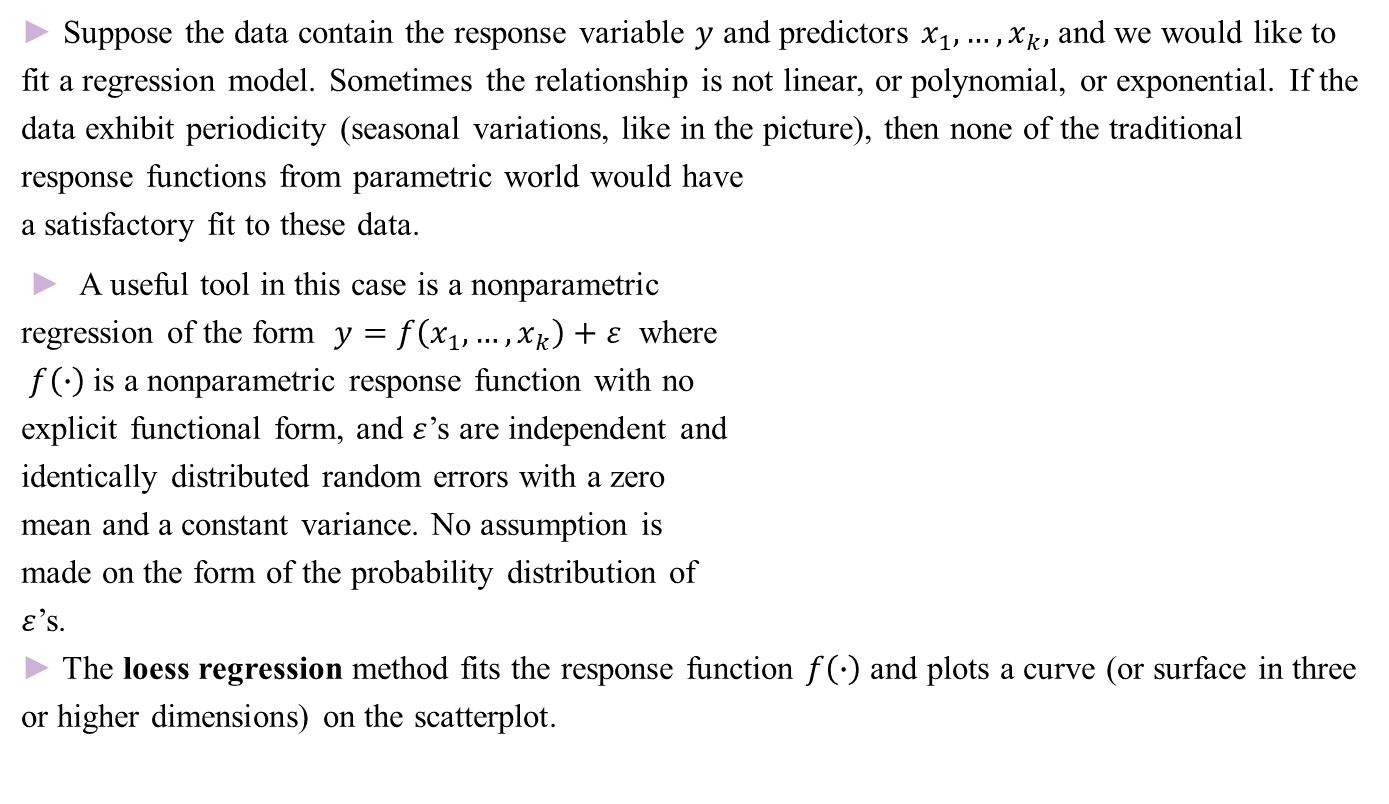 ► Suppose the data contain the response variable 𝑦 and predictors 𝑥₁, … , 𝑥ₖ, and we would like to
fit a regression model. Sometimes the relationship is not linear, or polynomial, or exponential. If the
data exhibit periodicity (seasonal variations, like in the picture), then none of the traditional
response functions from parametric world would have
a satisfactory fit to these data.
► A useful tool in this case is a nonparametric
regression of the form 𝑦 = 𝑓(𝑥₁, … , 𝑥ₖ) + 𝜀 where
𝑓(·) is a nonparametric response function with no
explicit functional form, and 𝜀’s are independent and
identically distributed random errors with a zero
mean and a constant variance. No assumption is
made on the form of the probability distribution of
𝜀’s.
► The loess regression method fits the response function 𝑓(·) and plots a curve (or surface in three
or higher dimensions) on the scatterplot.